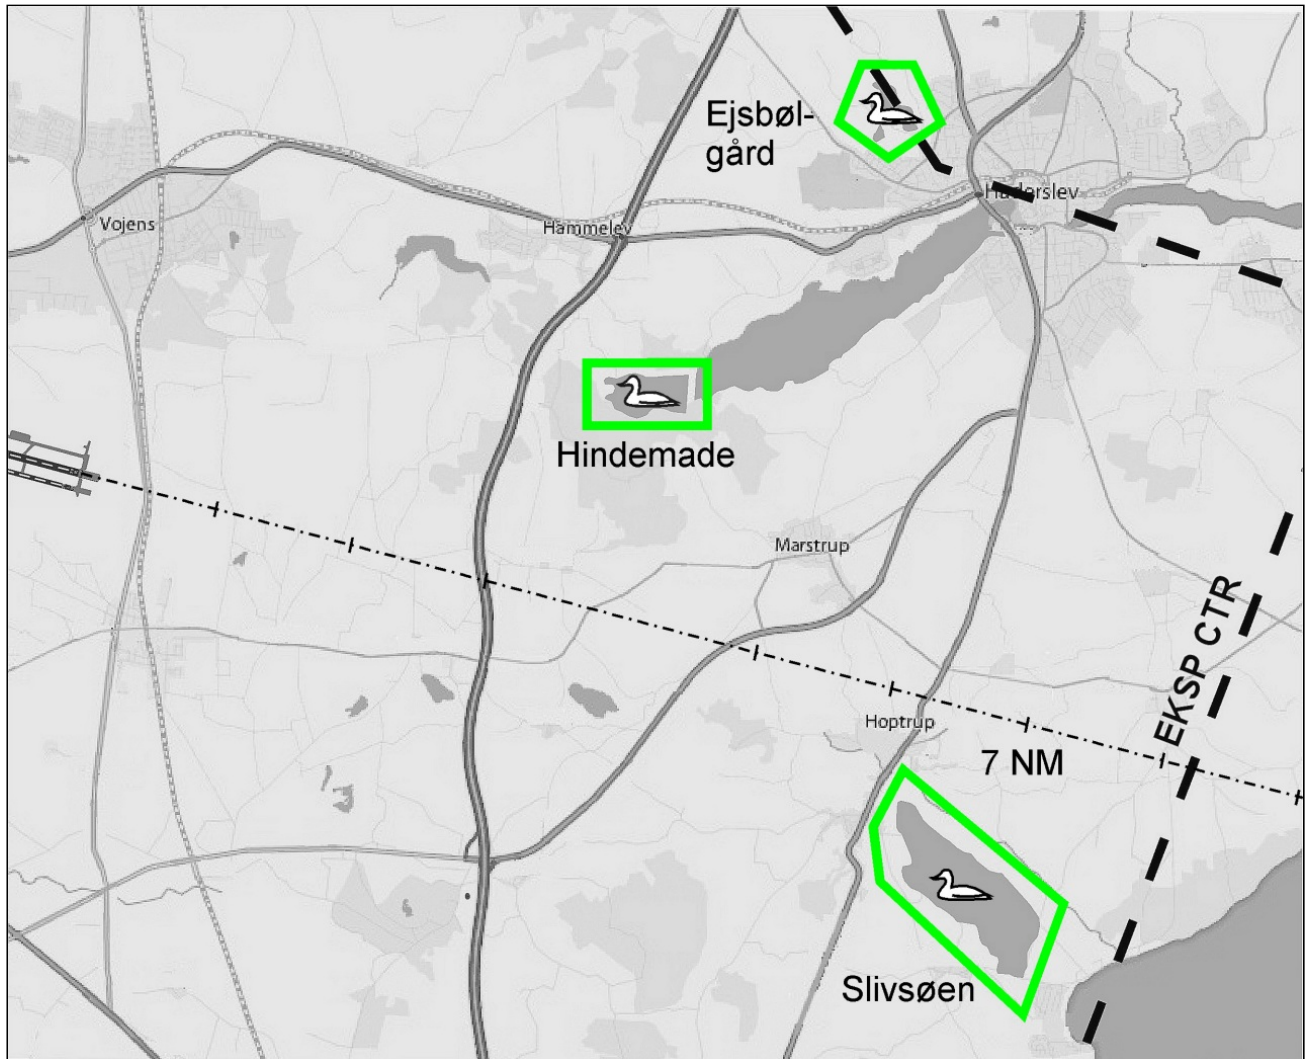 Ejsbøl-
gård
Haderslev
Vojens
Hammelev
Hindemade
Marstrup
EKSP CTR
Hoptrup
7 NM
Slivsøen